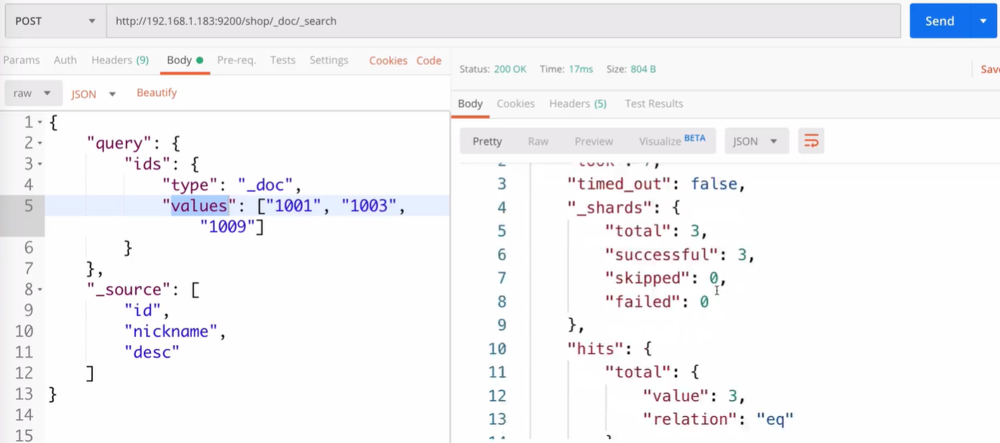 POST
http://192.168.1.183:9200/shop/_doc/_search
Send
Params Auth Headers (9) Body Pre-req. Tests Settings Cookies Code
raw JSON Beautify
1 {
2 "query": {
3 "ids": {
4 "type": "_doc",
5 "values": ["1001", "1003",
"1009"]
6 }
7 },
8 "_source": [
9 "id",
10 "nickname",
11 "desc"
12 ]
13 }
14
15
Status: 200 OK Time: 17ms Size: 804 B Save
Body Cookies Headers (5) Test Results
Pretty Raw Preview Visualize BETA JSON
3 "timed_out": false,
4 "_shards": {
5 "total": 3,
6 "successful": 3,
7 "skipped": 0,
8 "failed": 0
9 },
10 "hits": {
11 "total": {
12 "value": 3,
13 "relation": "eq"